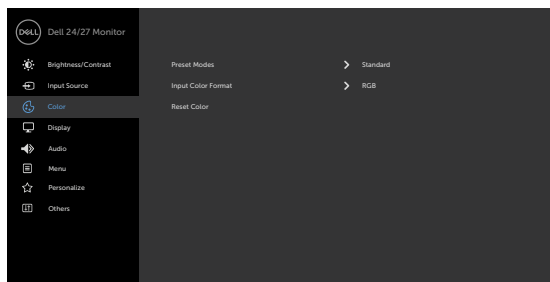 DELL Dell 24/27 Monitor
Brightness/Contrast
Input Source
Color
Display
Audio
Menu
Personalize
Others
Preset Modes Standard
Input Color Format RGB
Reset Color